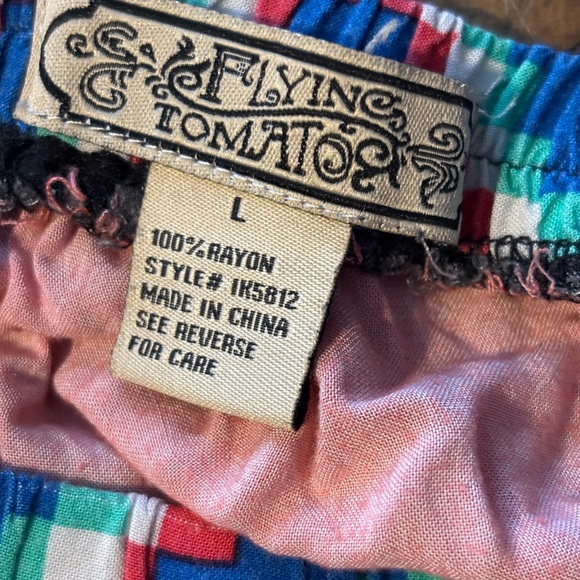 FLYING
TOMATO
L
100% RAYON
STYLE# IK5812
MADE IN CHINA
SEE REVERSE
FOR CARE